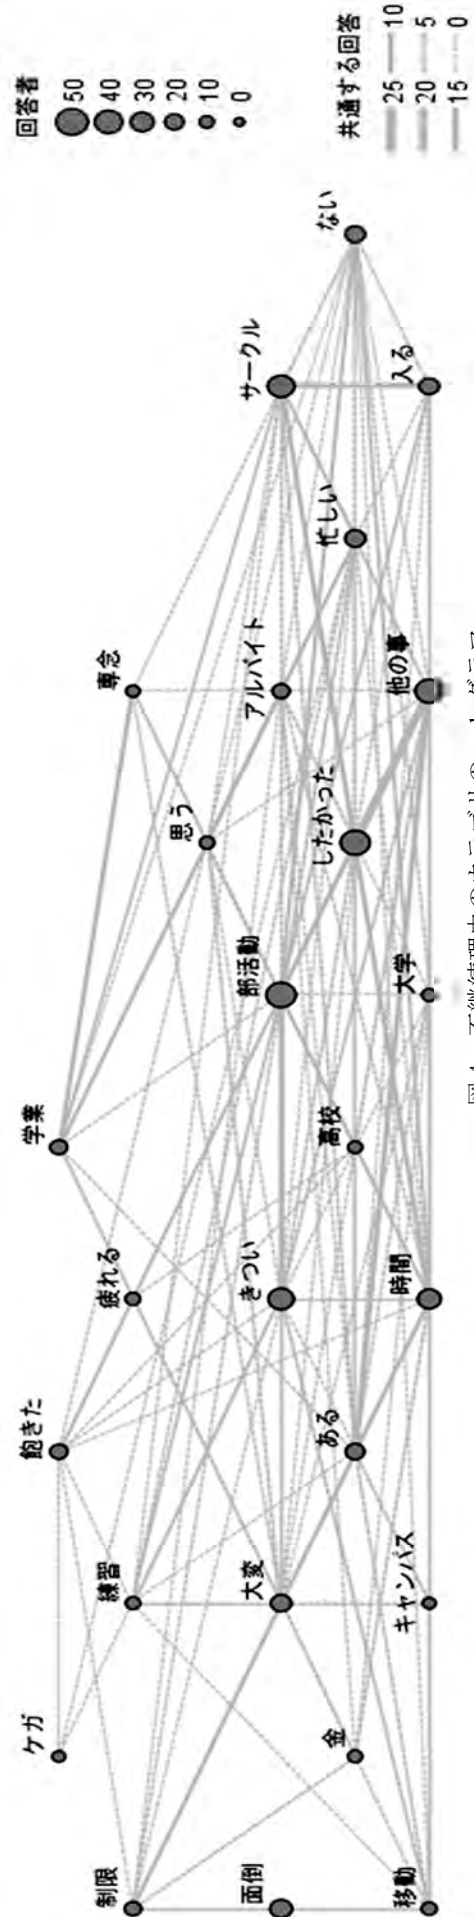 回答者
50
40
30
20
10
0
共通する回答
25 10
20 5
15 0
ケガ
飽きた
学業
制限
練習
疲れる
専念
思う
面倒
大変
きつい
部活動
アルバイト
サークル
金
ある
高校
したかった
忙しい
ない
移動
キャンパス
時間
大学
他の事
入る